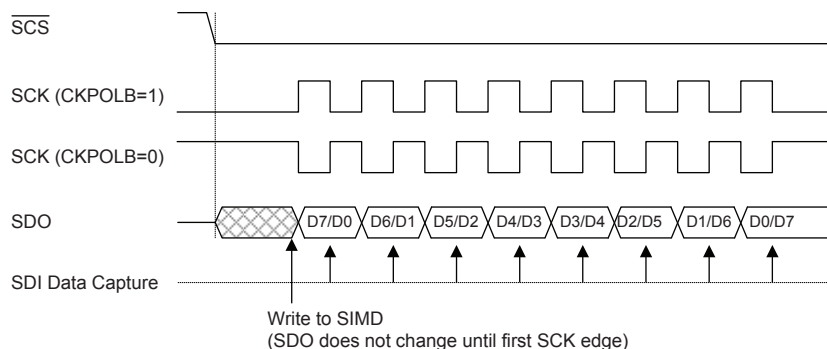 SCS
SCK (CKPOLB=1)
SCK (CKPOLB=0)
SDO
D7/D0 D6/D1 D5/D2 D4/D3 D3/D4 D2/D5 D1/D6 D0/D7
SDI Data Capture
Write to SIMD
(SDO does not change until first SCK edge)